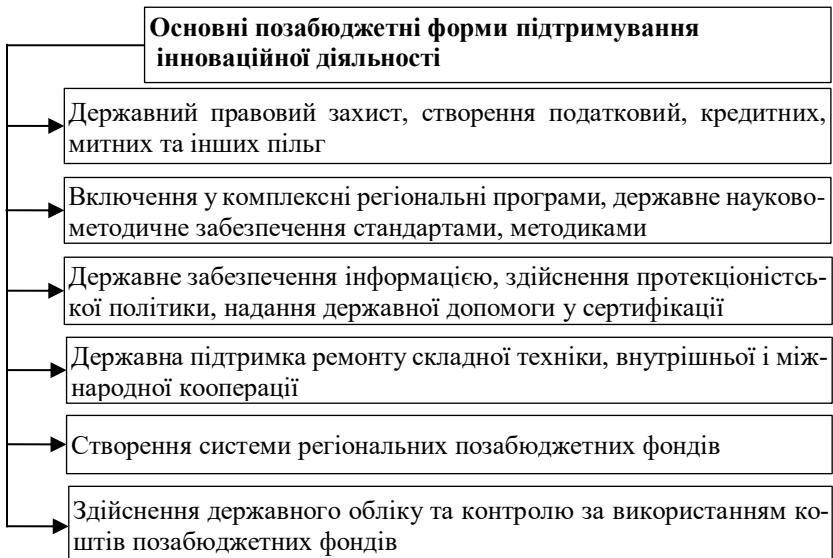 Основні позабюджетні форми підтримування
інноваційної діяльності
Державний правовий захист, створення податковий, кредитних,
митних та інших пільг
Включення у комплексні регіональні програми, державне науково-
методичне забезпечення стандартами, методиками
Державне забезпечення інформацією, здійснення протекціоністсь-
кої політики, надання державної допомоги у сертифікації
Державна підтримка ремонту складної техніки, внутрішньої і між-
народної кооперації
Створення системи регіональних позабюджетних фондів
Здійснення державного обліку та контролю за використанням ко-
штів позабюджетних фондів